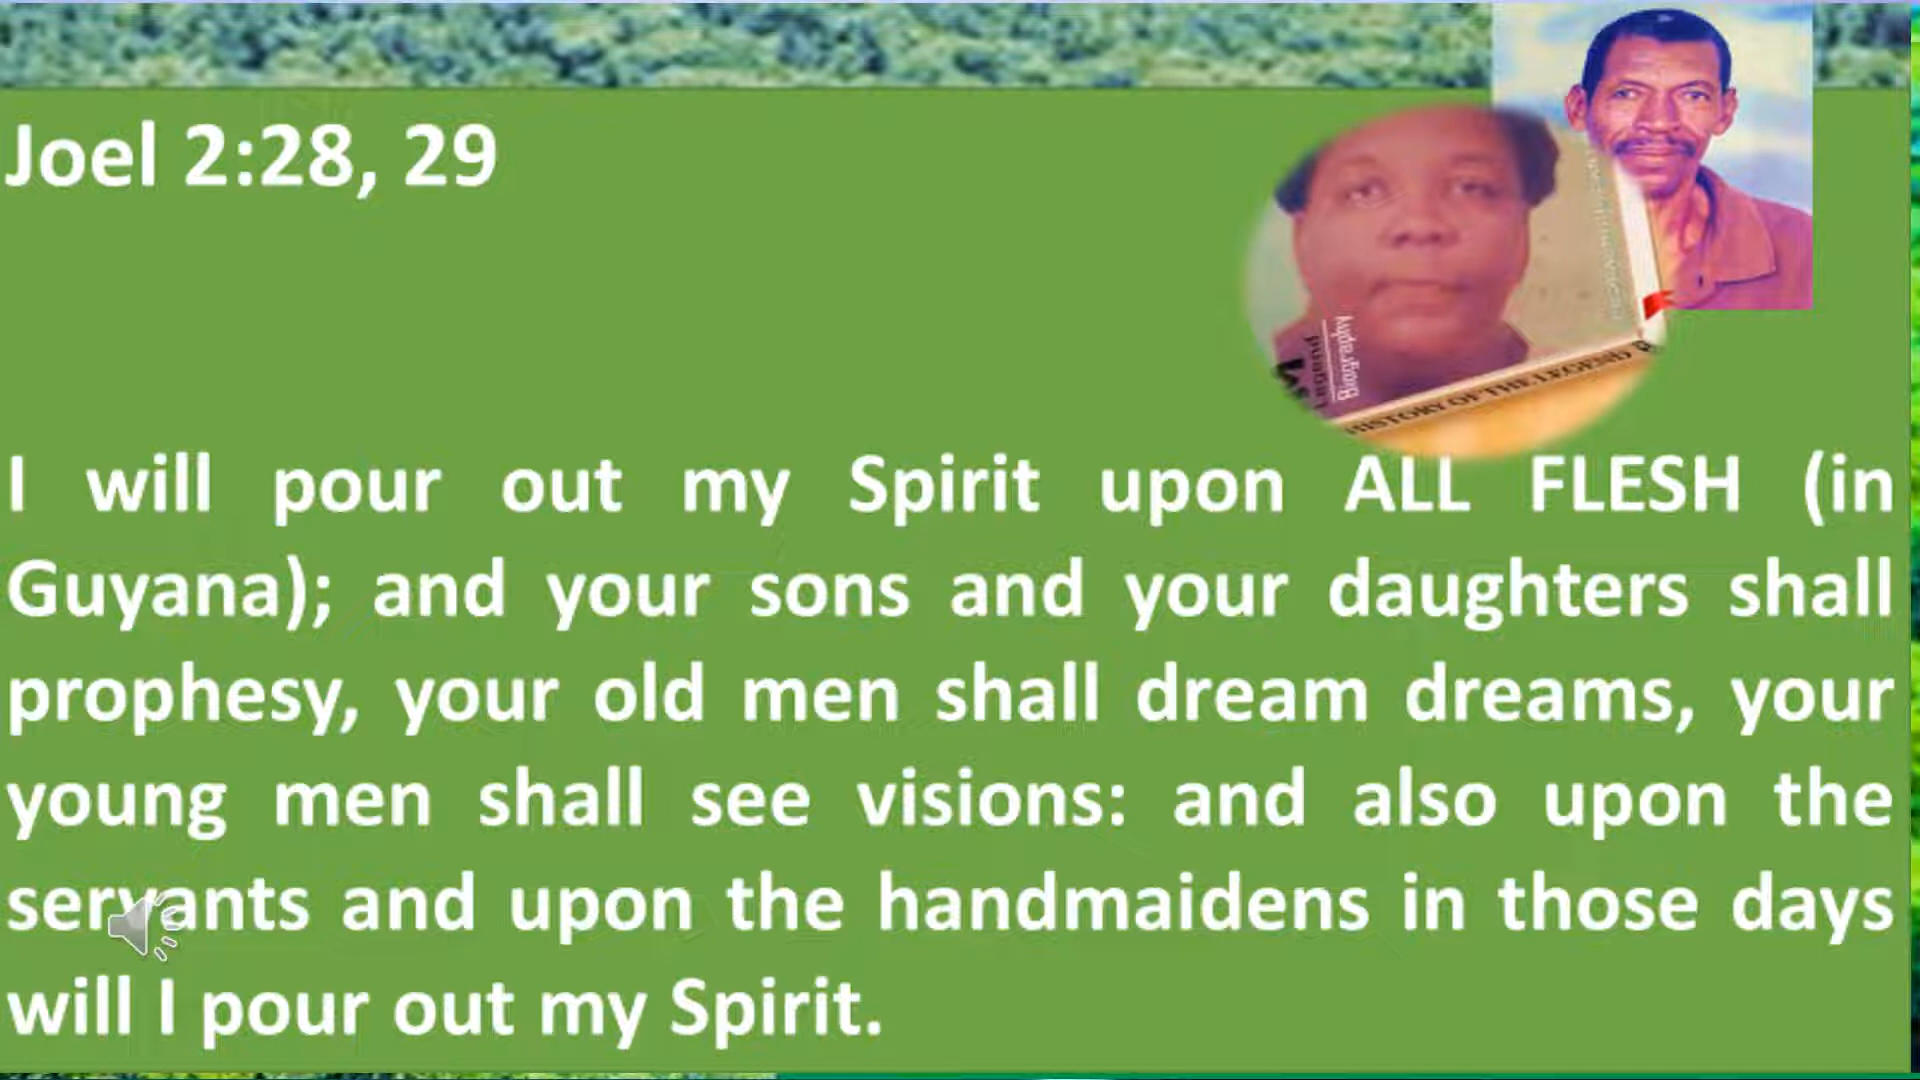 Joel 2:28, 29
Biography
Legend
HISTORY OF THE LEGEND
I will pour out my Spirit upon ALL FLESH (in
Guyana); and your sons and your daughters shall
prophesy, your old men shall dream dreams, your
young men shall see visions: and also upon the
servants and upon the handmaidens in those days
will I pour out my Spirit.